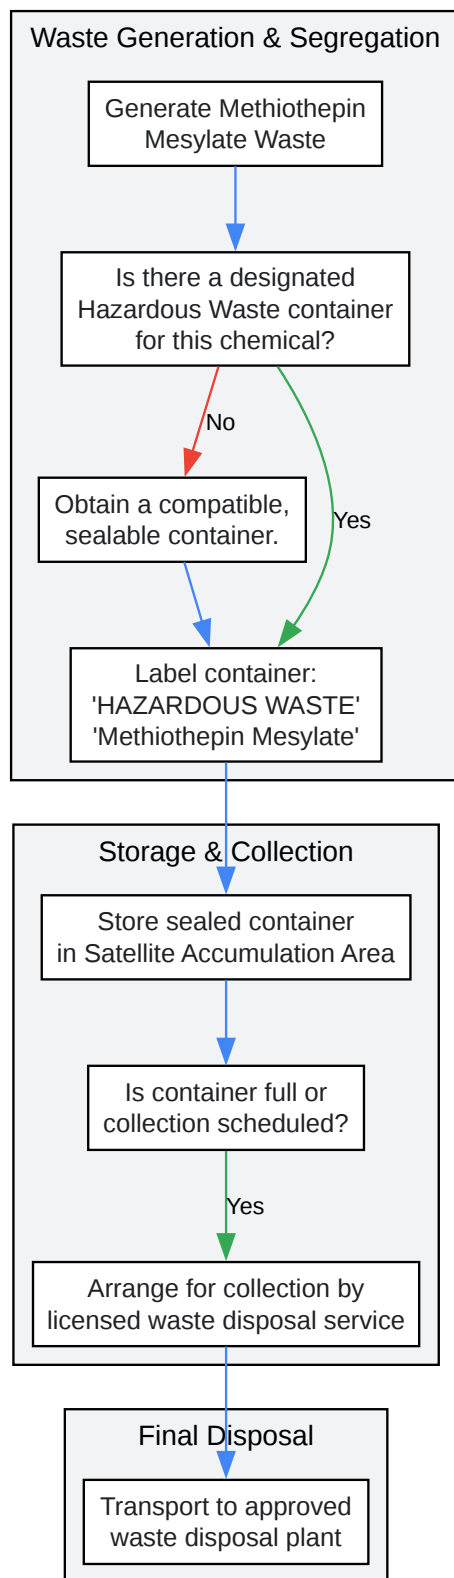 Waste Generation & Segregation
Generate Methiothepin
Mesylate Waste
Is there a designated
Hazardous Waste container
for this chemical?
No
Obtain a compatible,
sealable container.
Yes
Label container:
'HAZARDOUS WASTE'
'Methiothepin Mesylate'
Storage & Collection
Store sealed container
in Satellite Accumulation Area
Is container full or
collection scheduled?
Yes
Arrange for collection by
licensed waste disposal service
Final Disposal
Transport to approved
waste disposal plant